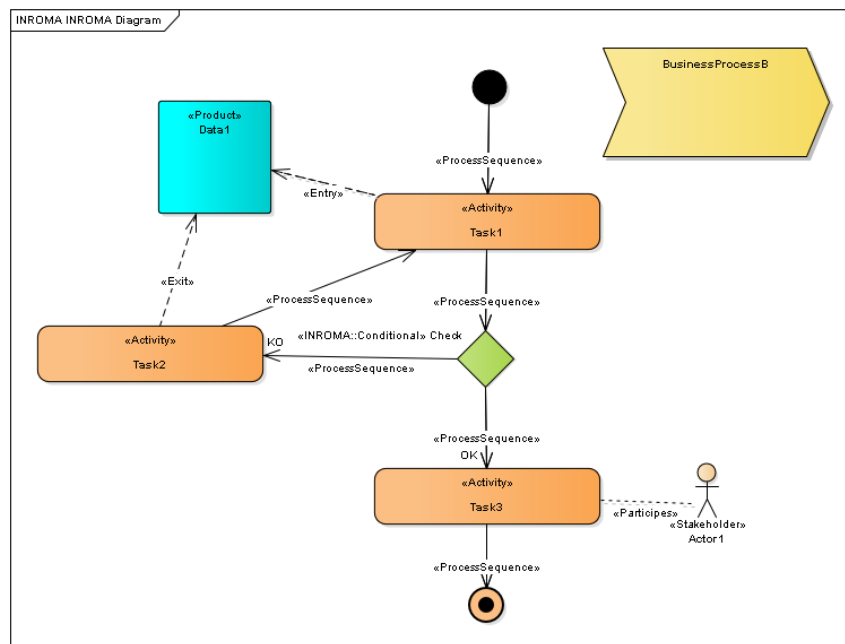 INROMA INROMA Diagram
BusinessProcessB
«Product»
Data1
«ProcessSequence»
«Entry»
«Activity»
Task1
«Exit»
«ProcessSequence»
«ProcessSequence»
«Activity»
Task2
«INROMA::Conditional» Check
KO
«ProcessSequence»
«ProcessSequence»
OK
«Activity»
Task3
«Participes»
«Stakeholder»
Actor1
«ProcessSequence»